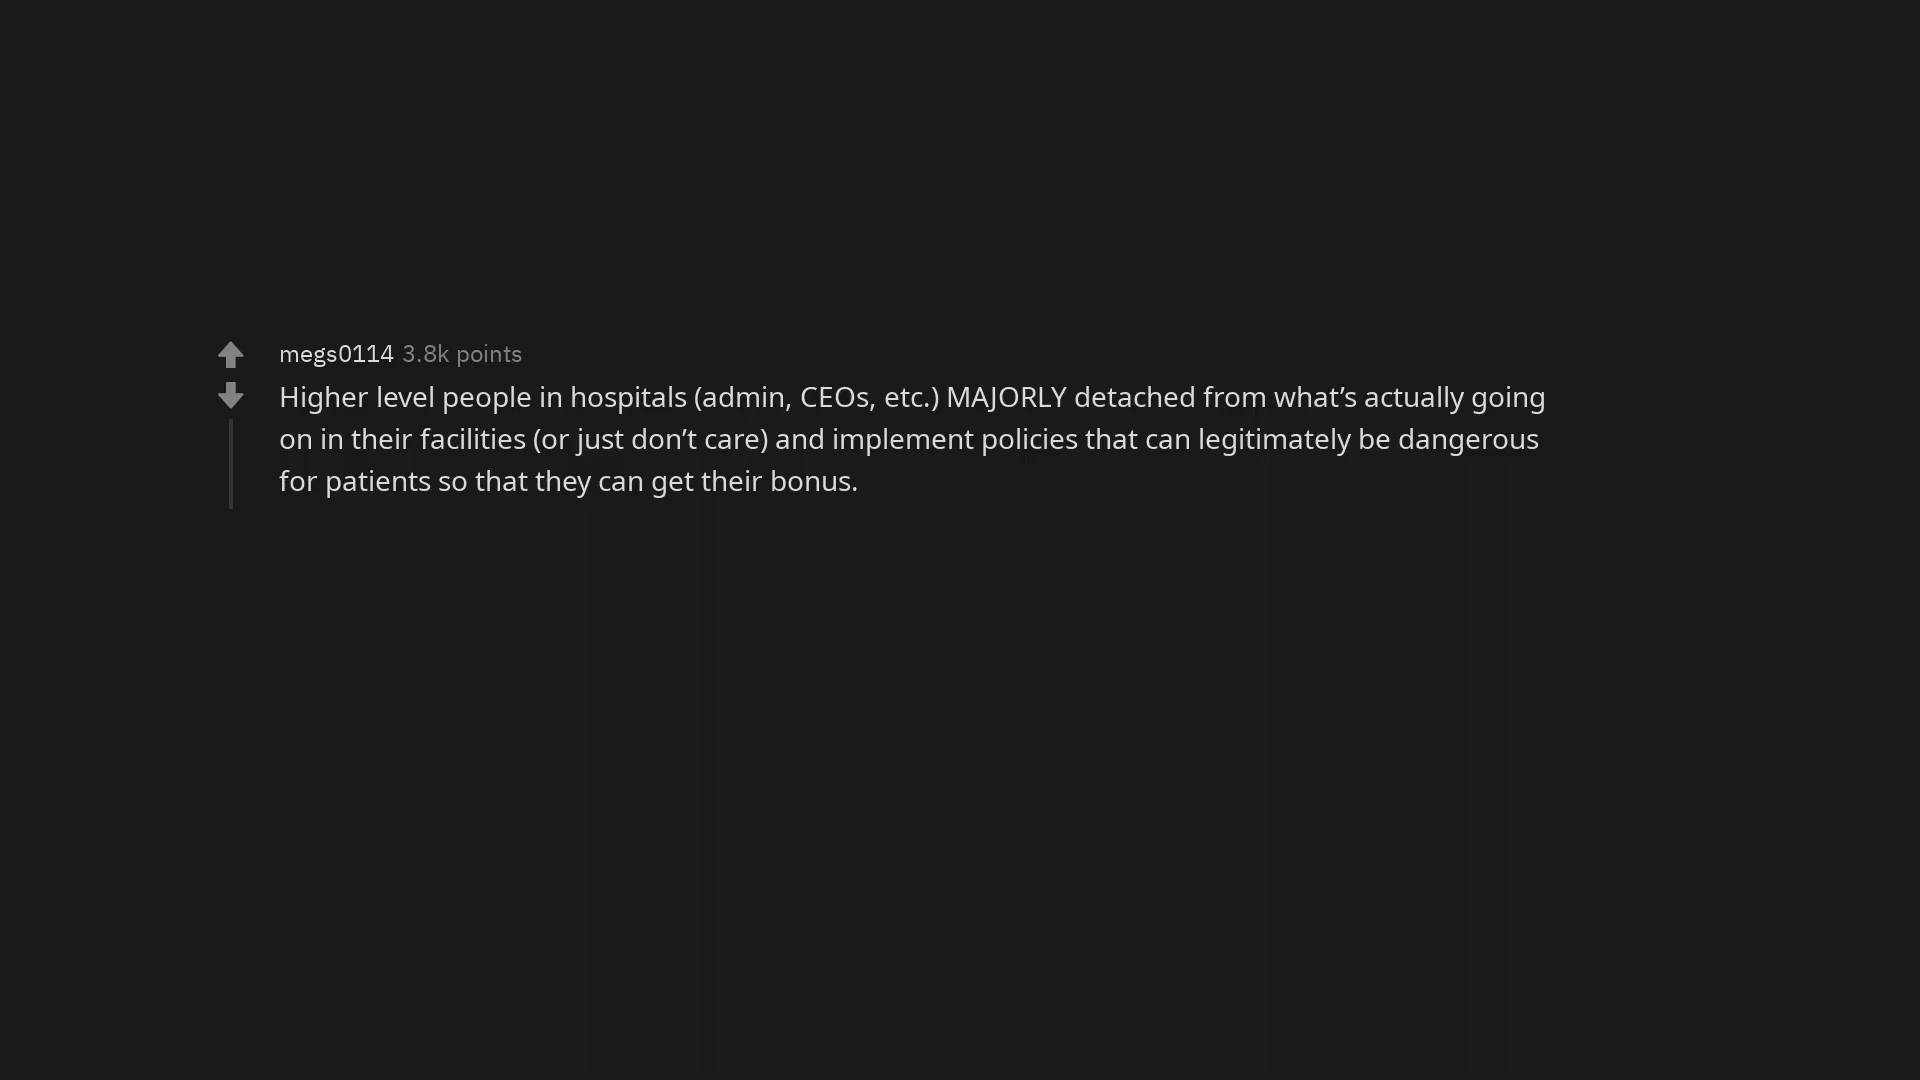 megs0114 3.8k points
Higher level people in hospitals (admin, CEOs, etc.) MAJORLY detached from what’s actually going
on in their facilities (or just don’t care) and implement policies that can legitimately be dangerous
for patients so that they can get their bonus.